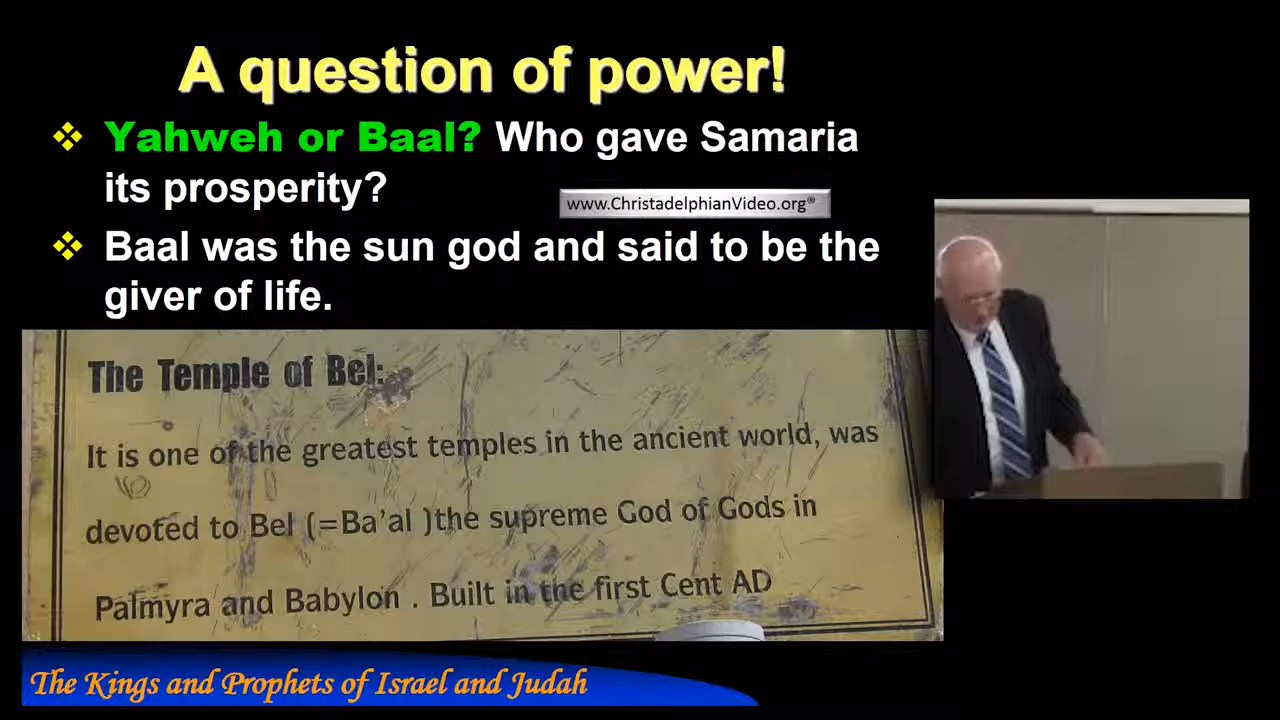 A question of power!
❖ Yahweh or Baal? Who gave Samaria
its prosperity?
www.ChristadelphianVideo.org®
❖ Baal was the sun god and said to be the
giver of life.
The Temple of Bel:
It is one of the greatest temples in the ancient world, was
devoted to Bel (=Ba'al )the supreme God of Gods in
Palmyra and Babylon . Built in the first Cent AD
The Kings and Prophets of Israel and Judah